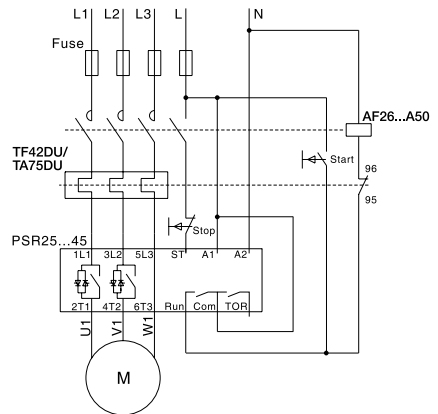 L1 L2 L3 L N
Fuse
AF26...A50
TF42DU/
TA75DU
Start
96
95
Stop
PSR25...45
1L1 3L2 5L3 ST A1 A2
2T1 4T2 6T3 Run Com TOR
U1 V1 W1
M